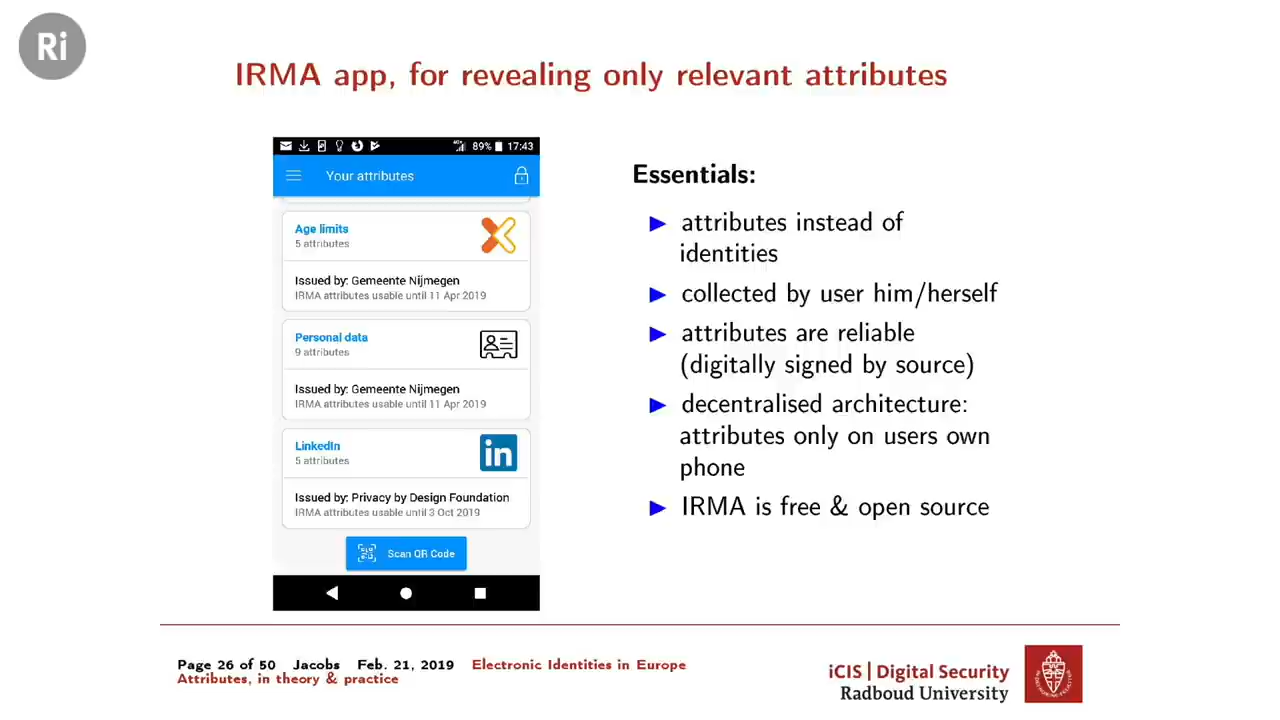 Ri
IRMA app, for revealing only relevant attributes
89% 17:43
Your attributes
Age limits
5 attributes
Issued by: Gemeente Nijmegen
IRMA attributes usable until 11 Apr 2019
Personal data
9 attributes
Issued by: Gemeente Nijmegen
IRMA attributes usable until 11 Apr 2019
LinkedIn
5 attributes
in
Issued by: Privacy by Design Foundation
IRMA attributes usable until 3 Oct 2019
Scan QR Code
Essentials:
attributes instead of
identities
collected by user him/herself
attributes are reliable
(digitally signed by source)
decentralised architecture:
attributes only on users own
phone
IRMA is free & open source
Page 26 of 50 Jacobs Feb. 21, 2019 Electronic Identities in Europe
Attributes, in theory & practice
iCIS | Digital Security
Radboud University